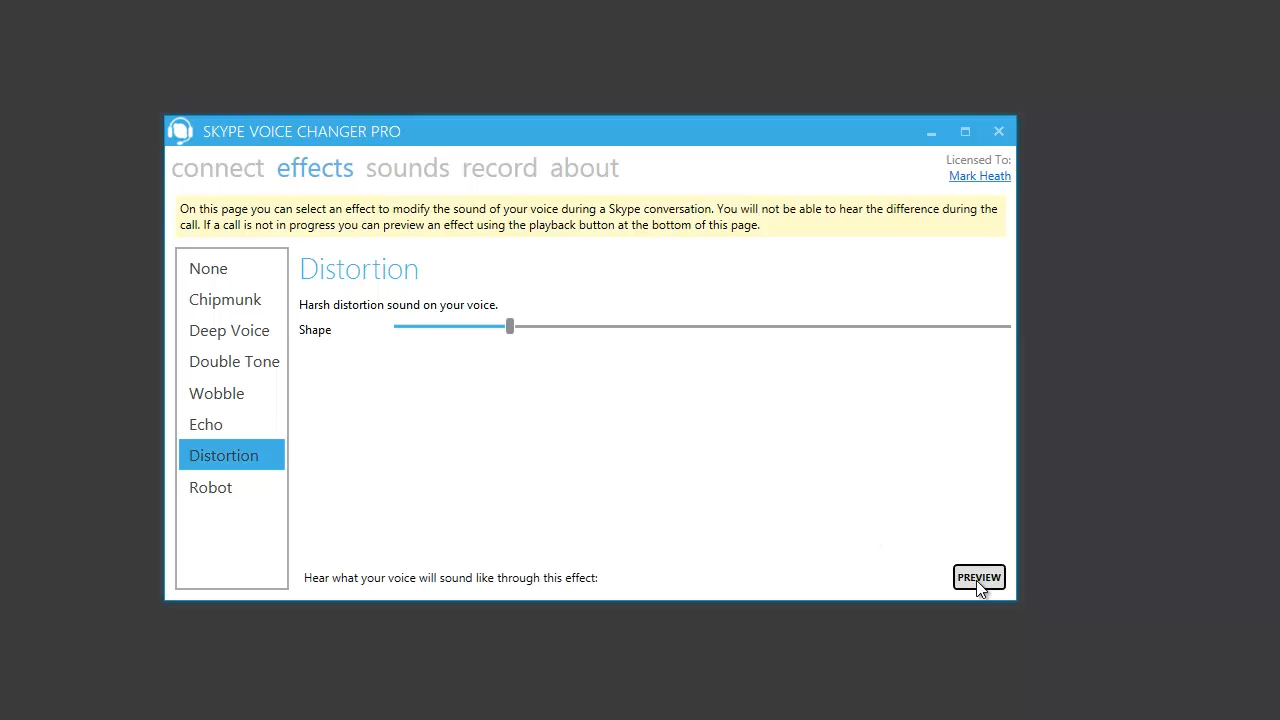 SKYPE VOICE CHANGER PRO
connect effects sounds record about
Licensed To:
Mark Heath
On this page you can select an effect to modify the sound of your voice during a Skype conversation. You will not be able to hear the difference during the
call. If a call is not in progress you can preview an effect using the playback button at the bottom of this page.
None
Chipmunk
Deep Voice
Double Tone
Wobble
Echo
Distortion
Robot
Distortion
Harsh distortion sound on your voice.
Shape
Hear what your voice will sound like through this effect:
PREVIEW